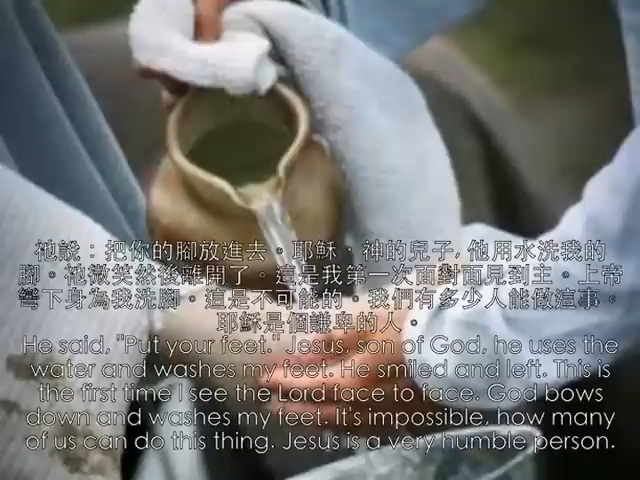 祂說：把你的腳放進去。耶穌，神的兒子, 他用水洗我的
腳。祂微笑然後離開了。這是我第一次面對面見到主。上帝
彎下身為我洗腳。這是不可能的。我們有多少人能做這事。
耶穌是個謙卑的人。
He said, "Put your feet." Jesus, son of God, he uses the
water and washes my feet. He smiled and left. This is
the first time I see the Lord face to face. God bows
down and washes my feet. It's impossible, how many
of us can do this thing. Jesus is a very humble person.